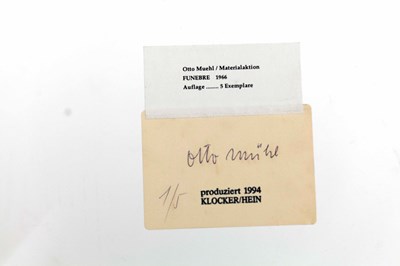 Otto Muehl / Materialaktion
FUNEBRE 1966
Auflage ........ 5 Exemplare
otto mühl
1/5
produziert 1994
KLOCKER/HEIN